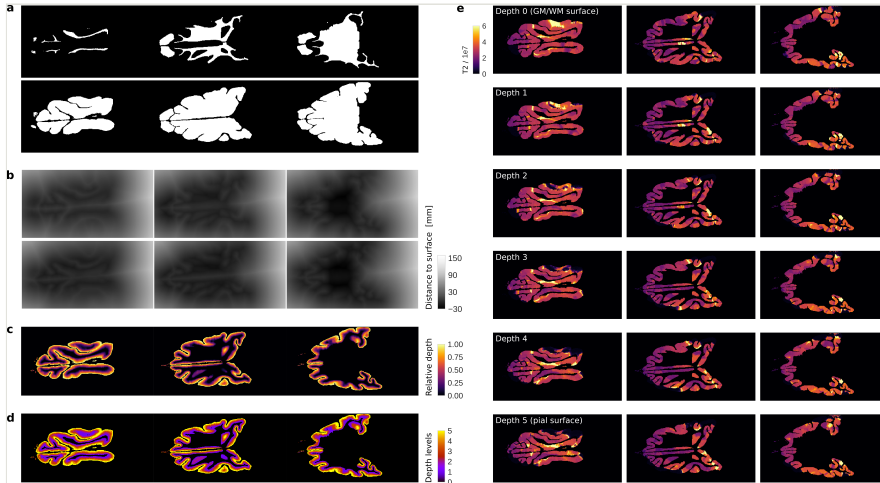 a
b
Distance to surface [mm]
150
90
30
−30
c
Relative depth
1.00
0.75
0.50
0.25
0.00
d
Depth levels
5
4
3
2
1
0
e
T2 / 1e7
6
4
2
0
Depth 0 (GM/WM surface)
Depth 1
Depth 2
Depth 3
Depth 4
Depth 5 (pial surface)